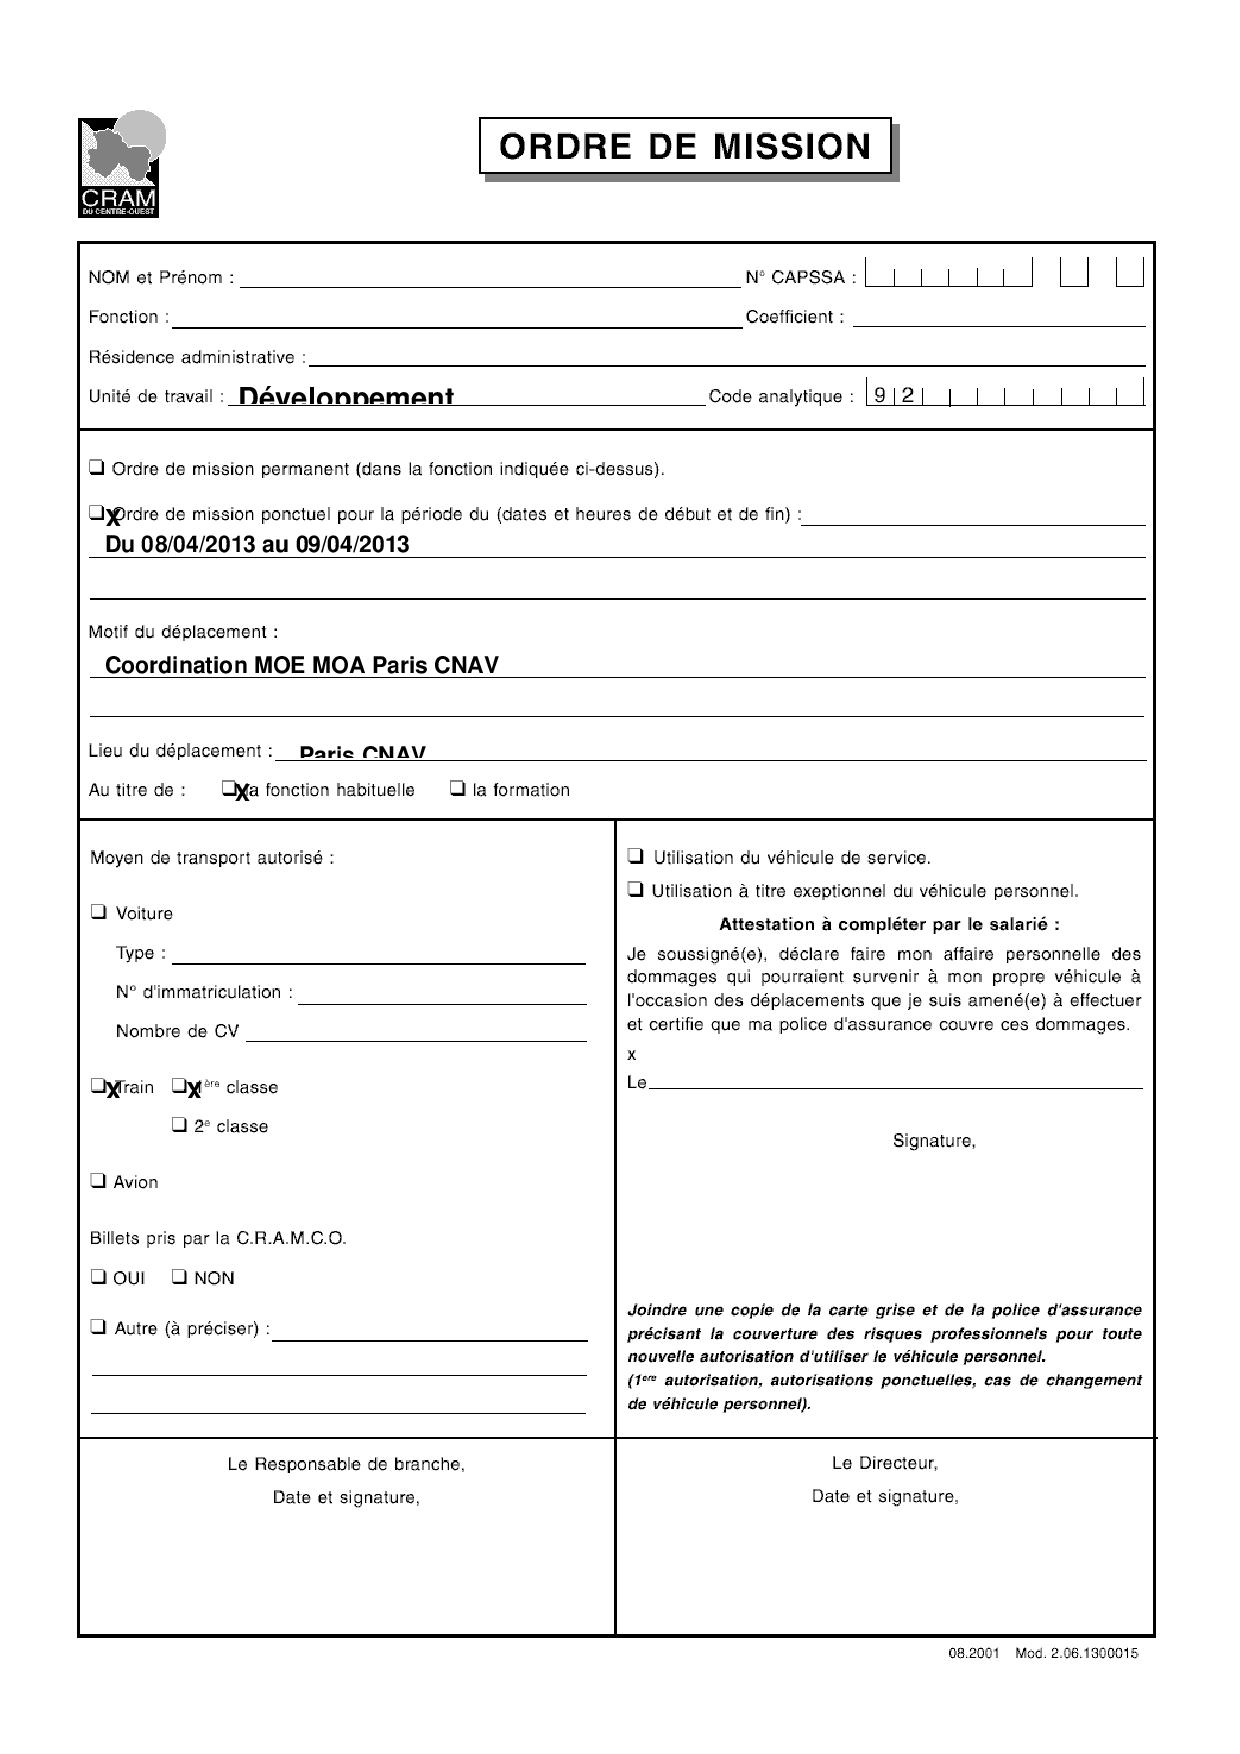 CRAM
DU CENTRE-OUEST
ORDRE DE MISSION
NOM et Prénom : N° CAPSSA :
Fonction : Coefficient :
Résidence administrative :
Unité de travail : Développement Code analytique : 9 2
❏ Ordre de mission permanent (dans la fonction indiquée ci-dessus).
❏ X Ordre de mission ponctuel pour la période du (dates et heures de début et de fin) :
Du 08/04/2013 au 09/04/2013
Motif du déplacement :
Coordination MOE MOA Paris CNAV
Lieu du déplacement : Paris CNAV
Au titre de : ❏ X la fonction habituelle ❏ la formation
Moyen de transport autorisé :
❏ Voiture
Type :
N° d'immatriculation :
Nombre de CV
❏ X Train ❏ X 1ère classe
❏ 2e classe
❏ Avion
Billets pris par la C.R.A.M.C.O.
❏ OUI ❏ NON
❏ Autre (à préciser) :
❏ Utilisation du véhicule de service.
❏ Utilisation à titre exeptionnel du véhicule personnel.
Attestation à compléter par le salarié :
Je soussigné(e), déclare faire mon affaire personnelle des
dommages qui pourraient survenir à mon propre véhicule à
l'occasion des déplacements que je suis amené(e) à effectuer
et certifie que ma police d'assurance couvre ces dommages.
x
Le
Signature,
Joindre une copie de la carte grise et de la police d'assurance
précisant la couverture des risques professionnels pour toute
nouvelle autorisation d'utiliser le véhicule personnel.
(1ere autorisation, autorisations ponctuelles, cas de changement
de véhicule personnel).
Le Responsable de branche,
Date et signature,
Le Directeur,
Date et signature,
08.2001 Mod. 2.06.1300015